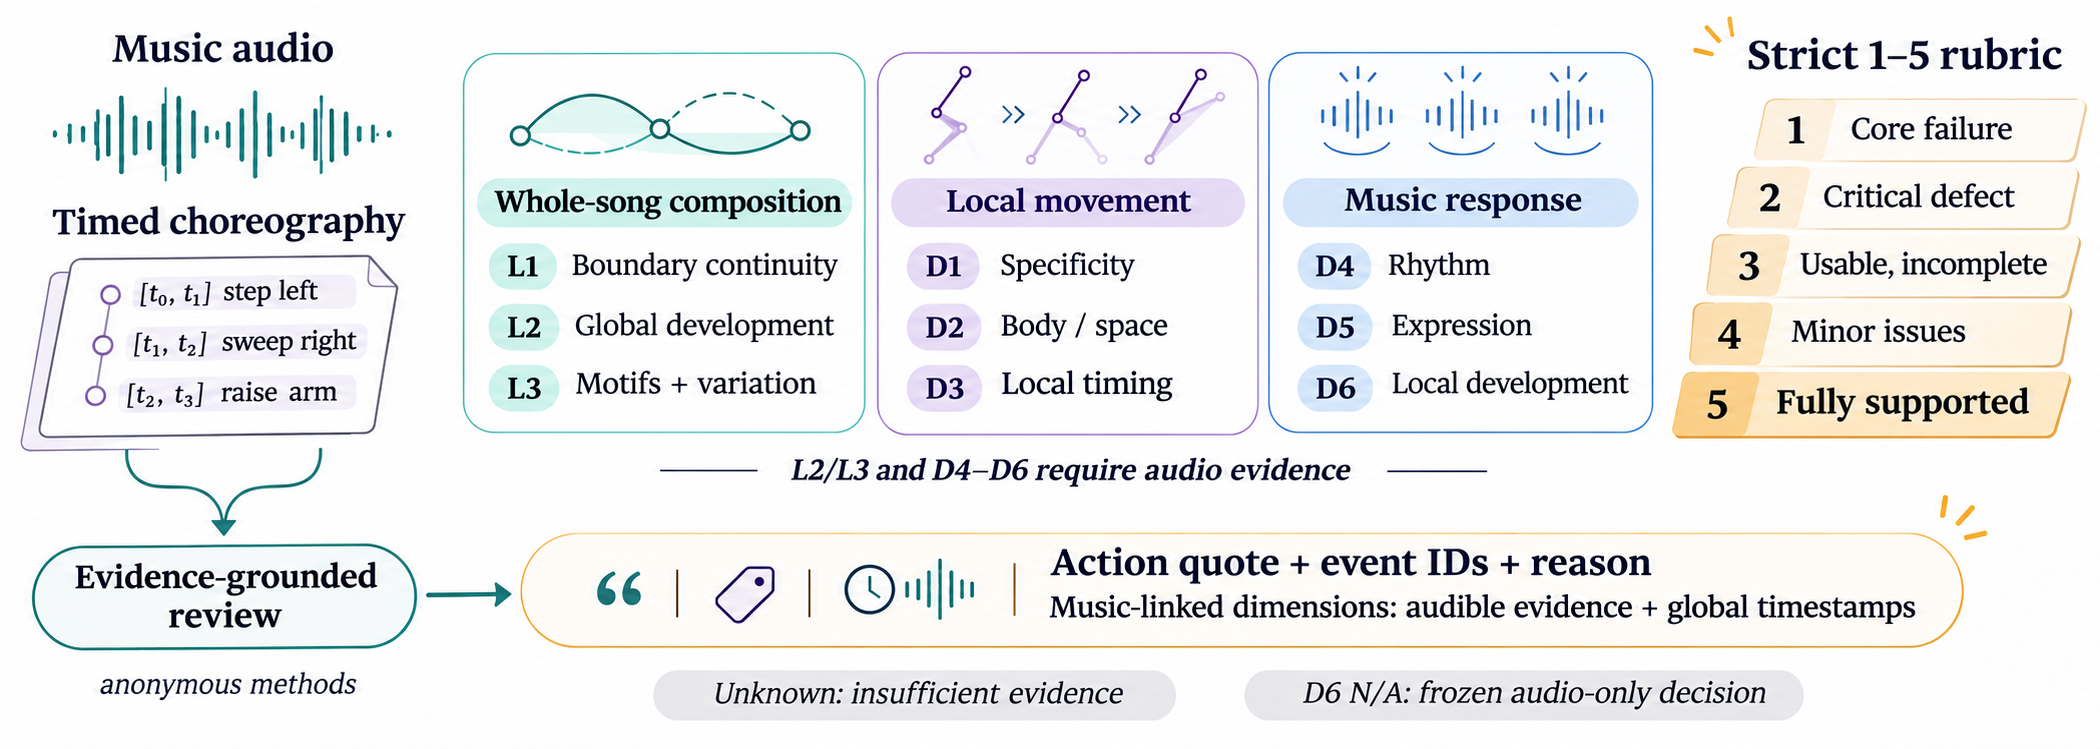 Music audio
Timed choreography
[t₀, t₁] step left
[t₁, t₂] sweep right
[t₂, t₃] raise arm
Evidence-grounded
review
anonymous methods
Whole-song composition
L1 Boundary continuity
L2 Global development
L3 Motifs + variation
Local movement
D1 Specificity
D2 Body / space
D3 Local timing
Music response
D4 Rhythm
D5 Expression
D6 Local development
L2/L3 and D4–D6 require audio evidence
Strict 1–5 rubric
1 Core failure
2 Critical defect
3 Usable, incomplete
4 Minor issues
5 Fully supported
Action quote + event IDs + reason
Music-linked dimensions: audible evidence + global timestamps
Unknown: insufficient evidence
D6 N/A: frozen audio-only decision